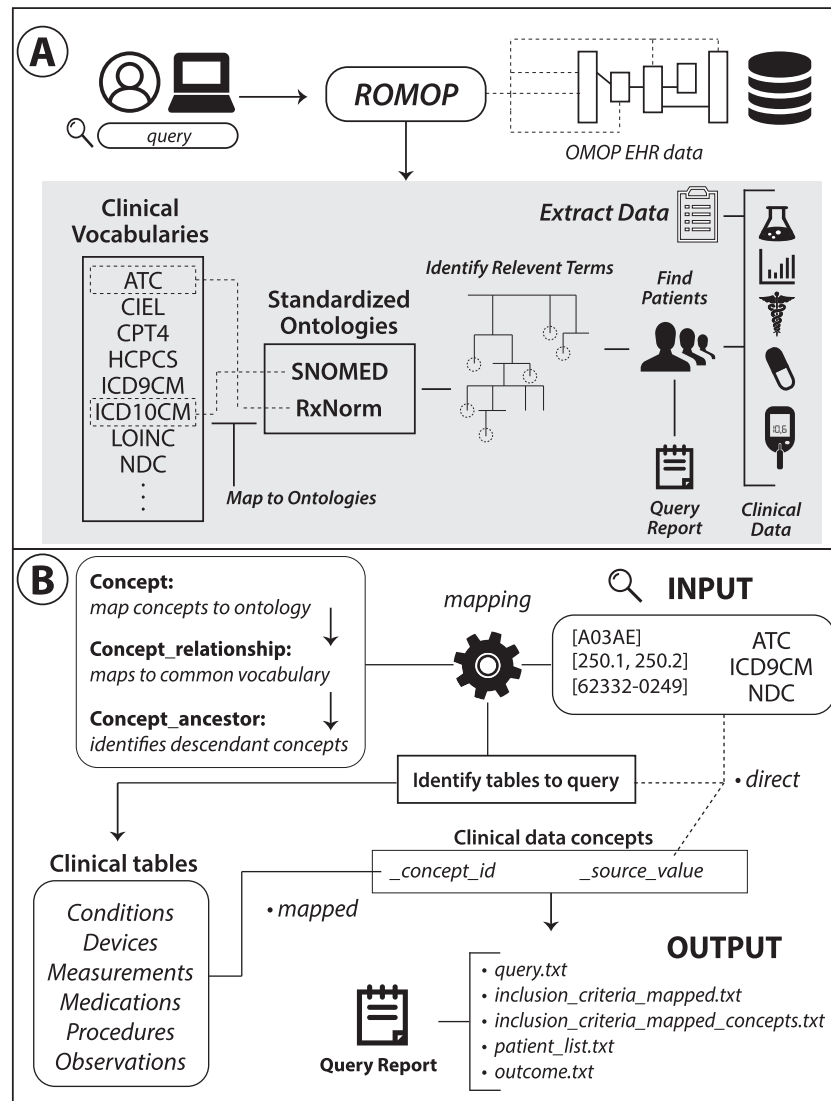 A
query
ROMOP
OMOP EHR data
Clinical
Vocabularies
ATC
CIEL
CPT4
HCPCS
ICD9CM
ICD10CM
LOINC
NDC
Standardized
Ontologies
SNOMED
RxNorm
Map to Ontologies
Identify Relevent Terms
Extract Data
Find
Patients
Query
Report
10,6
Clinical
Data
B
Concept:
map concepts to ontology
Concept_relationship:
maps to common vocabulary
Concept_ancestor:
identifies descendant concepts
mapping
INPUT
[A03AE] ATC
[250.1, 250.2] ICD9CM
[62332-0249] NDC
Identify tables to query
• direct
Clinical tables
Conditions
Devices
Measurements
Medications
Procedures
Observations
• mapped
Clinical data concepts
_concept_id _source_value
OUTPUT
Query Report
• query.txt
• inclusion_criteria_mapped.txt
• inclusion_criteria_mapped_concepts.txt
• patient_list.txt
• outcome.txt